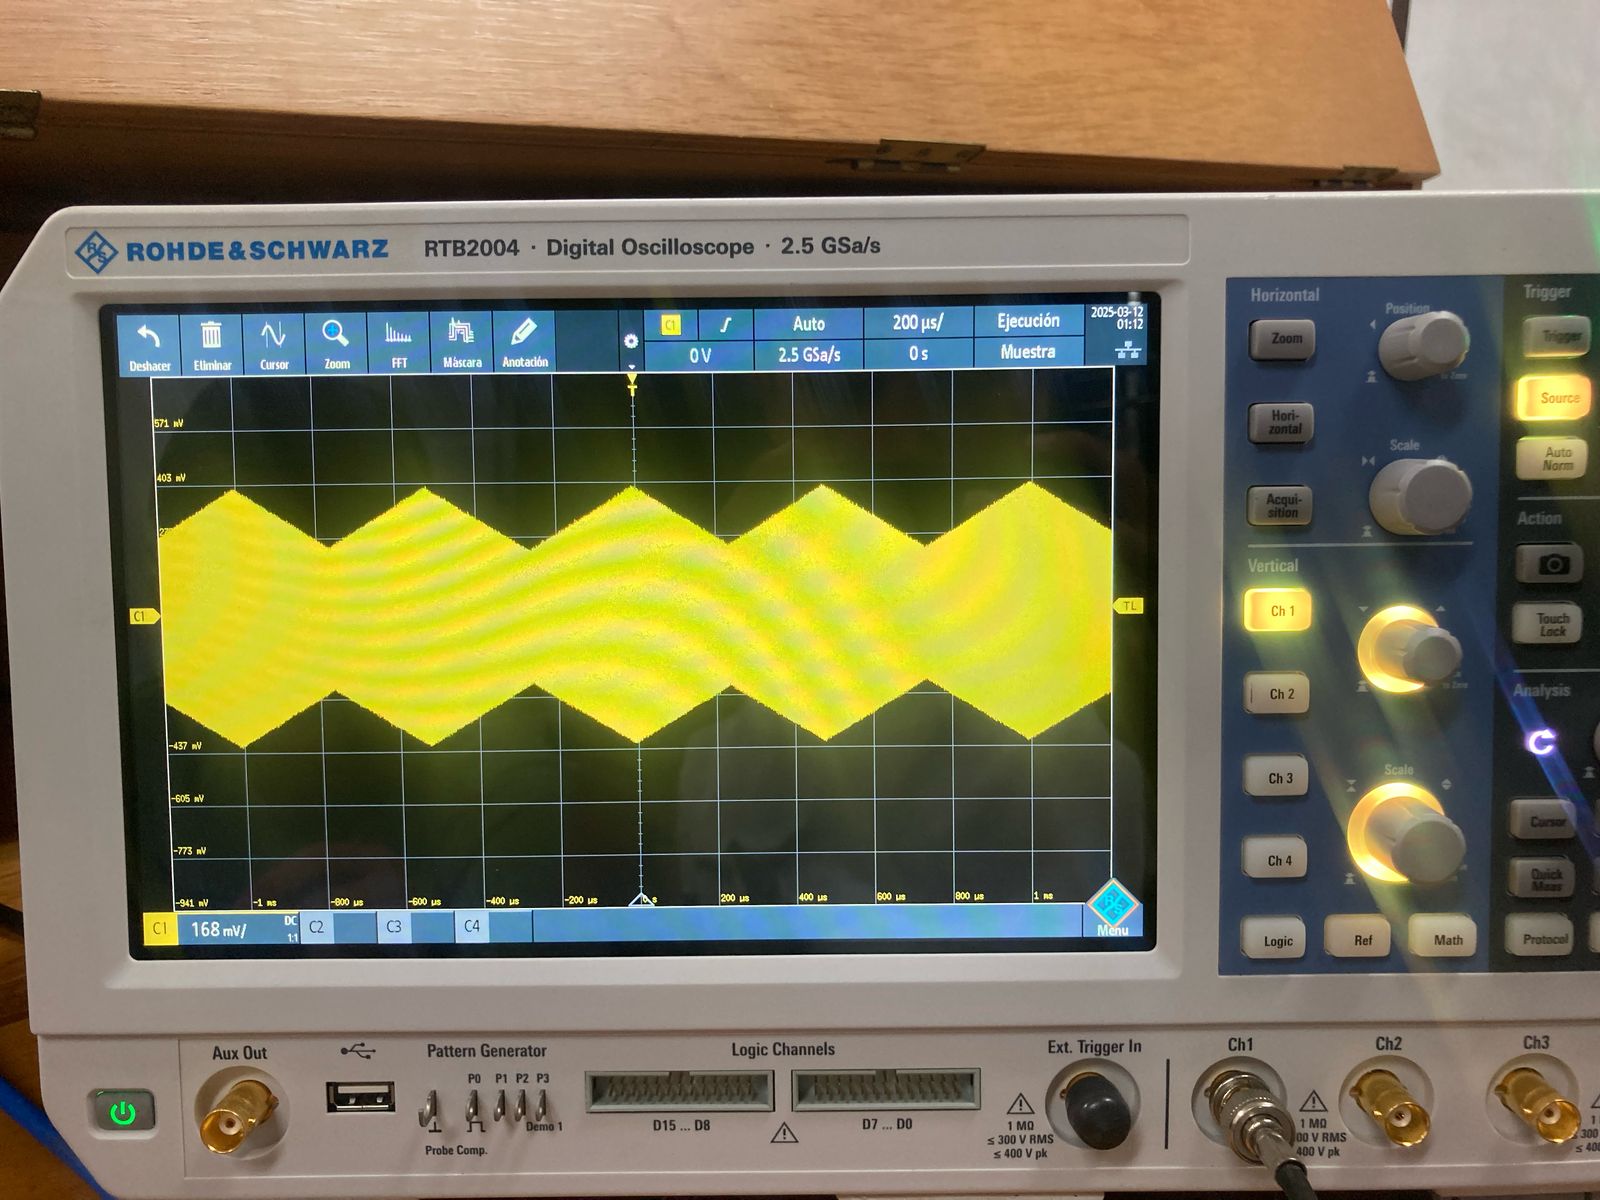 ROHDE&SCHWARZ RTB2004 · Digital Oscilloscope · 2.5 GSa/s
Deshacer Eliminar Cursor Zoom FFT Máscara Anotación
C1 Auto 200 µs/ Ejecución
0 V 2.5 GSa/s 0 s Muestra
2025-03-12
01:12
T
571 mV
403 mV
C1
TL
-437 mV
-605 mV
-773 mV
-941 mV -1 ms -800 µs -600 µs -400 µs -200 µs 0 s 200 µs 400 µs 600 µs 800 µs 1 ms
C1 168 mV/ DC 1:1 C2 C3 C4
Menu
Horizontal
Position
Zoom
Hori-
zontal
Scale
Acqui-
sition
Vertical
Ch 1
Ch 2
Scale
Ch 3
Ch 4
Logic Ref Math
Trigger
Trigger
Source
Auto
Norm
Action
Touch
Lock
Analysis
Cursor
Quick
Meas
Protocol
Aux Out
Pattern Generator
P0 P1 P2 P3
Demo 1
Probe Comp.
Logic Channels
D15 ... D8
D7 ... D0
Ext. Trigger In
1 MΩ
≤ 300 V RMS
≤ 400 V pk
Ch1
1 MΩ
00 V RMS
400 V pk
Ch2
Ch3